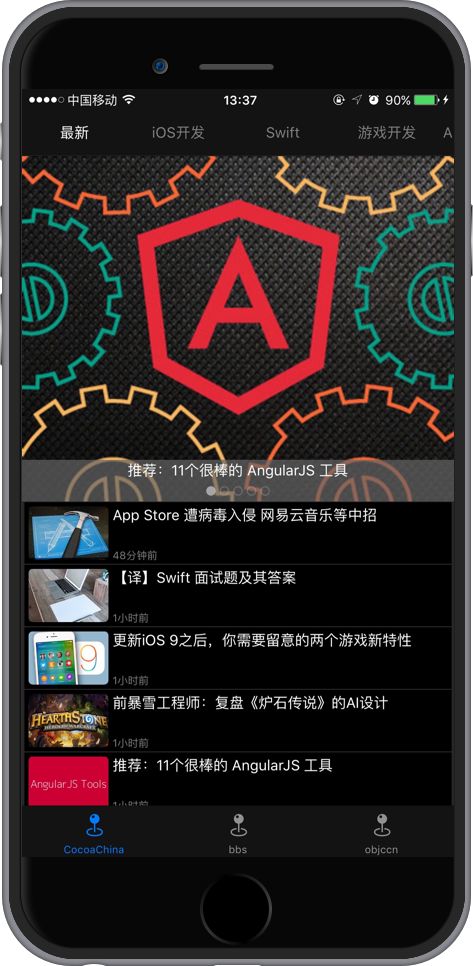 中国移动 13:37 90%
最新 iOS开发 Swift 游戏开发 A
推荐：11个很棒的 AngularJS 工具
App Store 遭病毒入侵 网易云音乐等中招
48分钟前
【译】Swift 面试题及其答案
1小时前
9
更新iOS 9之后，你需要留意的两个游戏新特性
1小时前
HEARTHSTONE
HEROES OF WARCRAFT
前暴雪工程师：复盘《炉石传说》的AI设计
1小时前
AngularJS Tools
推荐：11个很棒的 AngularJS 工具
1小时前
CocoaChina bbs objccn